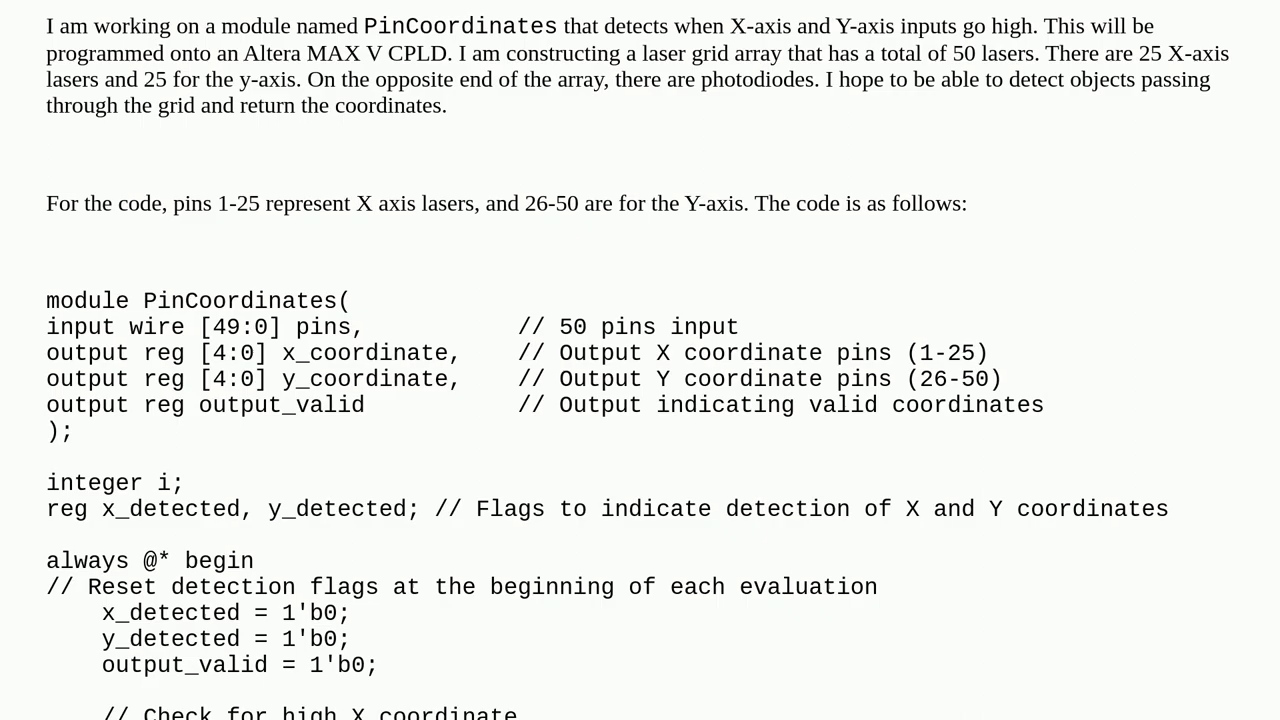 I am working on a module named PinCoordinates that detects when X-axis and Y-axis inputs go high. This will be
programmed onto an Altera MAX V CPLD. I am constructing a laser grid array that has a total of 50 lasers. There are 25 X-axis
lasers and 25 for the y-axis. On the opposite end of the array, there are photodiodes. I hope to be able to detect objects passing
through the grid and return the coordinates.
For the code, pins 1-25 represent X axis lasers, and 26-50 are for the Y-axis. The code is as follows:
module PinCoordinates(
input wire [49:0] pins,           // 50 pins input
output reg [4:0] x_coordinate,    // Output X coordinate pins (1-25)
output reg [4:0] y_coordinate,    // Output Y coordinate pins (26-50)
output reg output_valid           // Output indicating valid coordinates
);
integer i;
reg x_detected, y_detected; // Flags to indicate detection of X and Y coordinates
always @* begin
// Reset detection flags at the beginning of each evaluation
    x_detected = 1'b0;
    y_detected = 1'b0;
    output_valid = 1'b0;
    // Check for high X coordinate